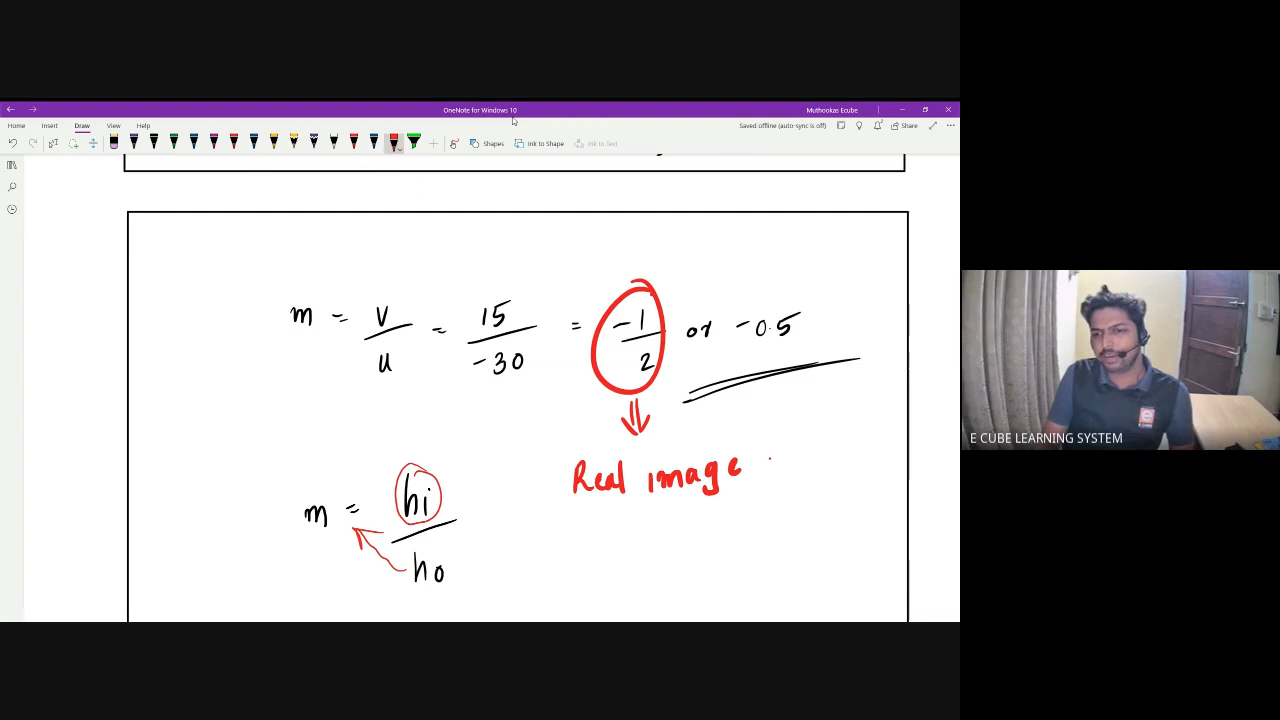 OneNote for Windows 10
Muthookas Ecube
Home Insert Draw View Help
Saved offline (auto-sync is off)
Share
Shapes
Ink to Shape
Ink to Text
m = v/u = 15/-30 = -1/2 or -0.5
Real image
m = hi/ho
E CUBE
E CUBE LEARNING SYSTEM